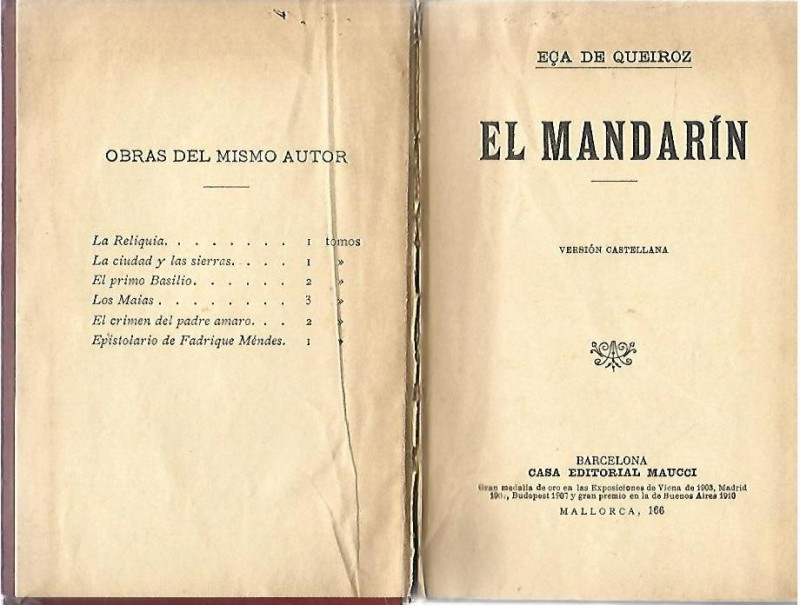 OBRAS DEL MISMO AUTOR
La Reliquia. . . . . . . . 1 tomos
La ciudad y las sierras. . . . 1 »
El primo Basilio. . . . . . 2 »
Los Maias . . . . . . . . 3 »
El crimen del padre amaro. . . 2 »
Epistolario de Fadrique Méndes. 1 »
EÇA DE QUEIROZ
EL MANDARÍN
VERSIÓN CASTELLANA
BARCELONA
CASA EDITORIAL MAUCCI
Gran medalla de oro en las Exposiciones de Viena de 1903, Madrid
Budapest 1907 y gran premio en la de Buenos Aires 1910
MALLORCA, 166